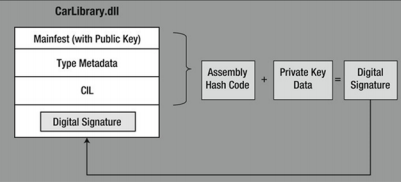 CarLibrary.dll
Mainfest (with Public Key)
Type Metadata
CIL
Digital Signature
Assembly
Hash Code
+
Private Key
Data
=
Digital
Signature